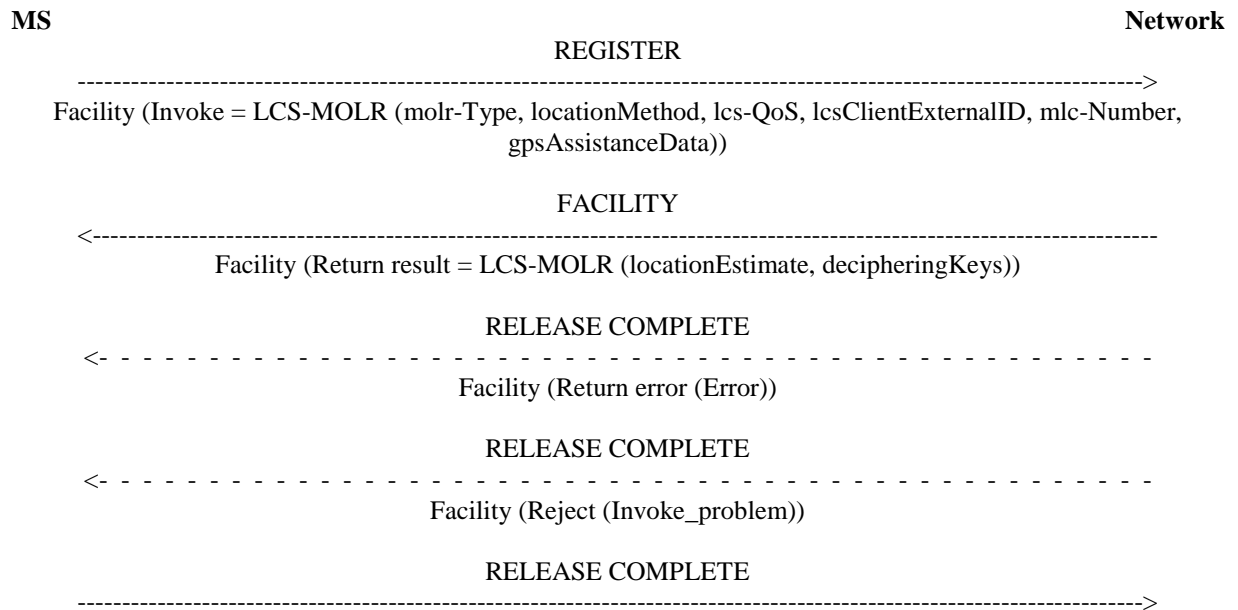 MS Network
REGISTER
------------------------------------------------------------------------------------------------------------------------>
Facility (Invoke = LCS-MOLR (molr-Type, locationMethod, lcs-QoS, lcsClientExternalID, mlc-Number,
gpsAssistanceData))
FACILITY
<------------------------------------------------------------------------------------------------------------------------
Facility (Return result = LCS-MOLR (locationEstimate, decipheringKeys))
RELEASE COMPLETE
<- - - - - - - - - - - - - - - - - - - - - - - - - - - - - - - - - - - - - - - - - - - - - - - -
Facility (Return error (Error))
RELEASE COMPLETE
<- - - - - - - - - - - - - - - - - - - - - - - - - - - - - - - - - - - - - - - - - - - - - - - -
Facility (Reject (Invoke_problem))
RELEASE COMPLETE
------------------------------------------------------------------------------------------------------------------------>